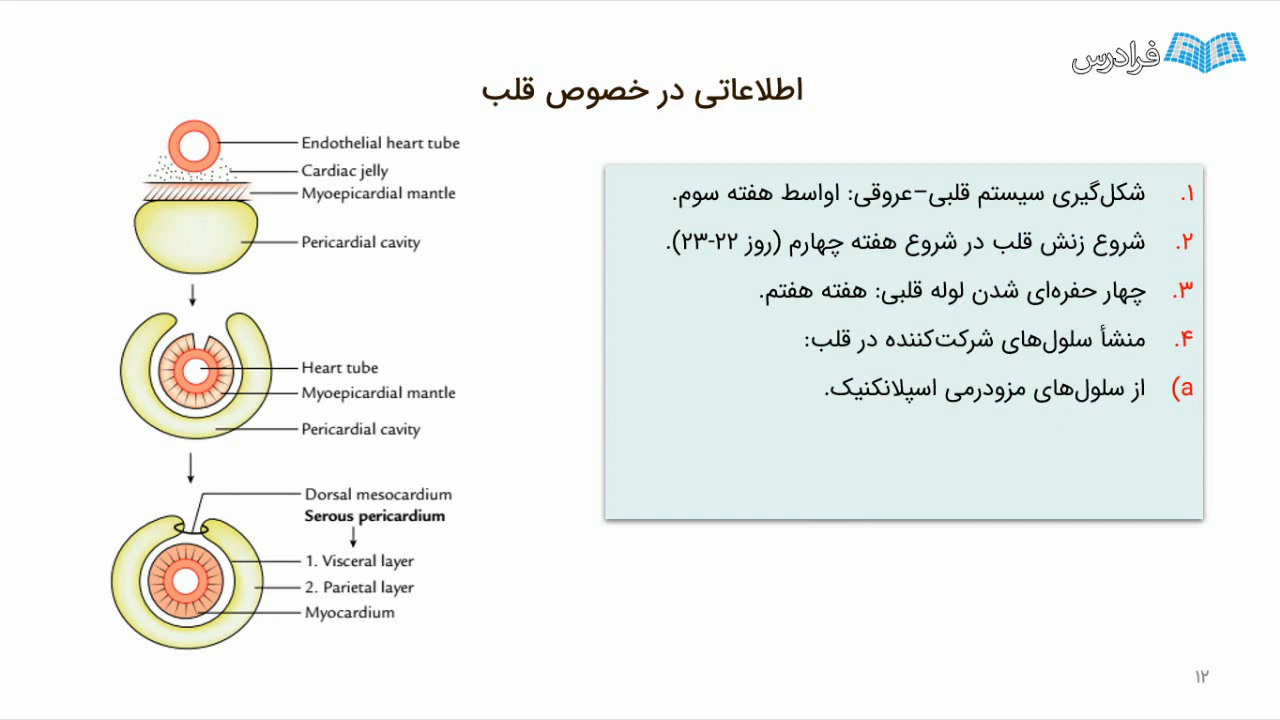 فرادرس
اطلاعاتی در خصوص قلب
۱. شکل‌گیری سیستم قلبی–عروقی: اواسط هفته سوم.
۲. شروع زنش قلب در شروع هفته چهارم (روز ۲۲-۲۳).
۳. چهار حفره‌ای شدن لوله قلبی: هفته هفتم.
۴. منشأ سلول‌های شرکت‌کننده در قلب:
a) از سلول‌های مزودرمی اسپلانکنیک.
Endothelial heart tube
Cardiac jelly
Myoepicardial mantle
Pericardial cavity
Heart tube
Myoepicardial mantle
Pericardial cavity
Dorsal mesocardium
Serous pericardium
1. Visceral layer
2. Parietal layer
Myocardium
۱۲